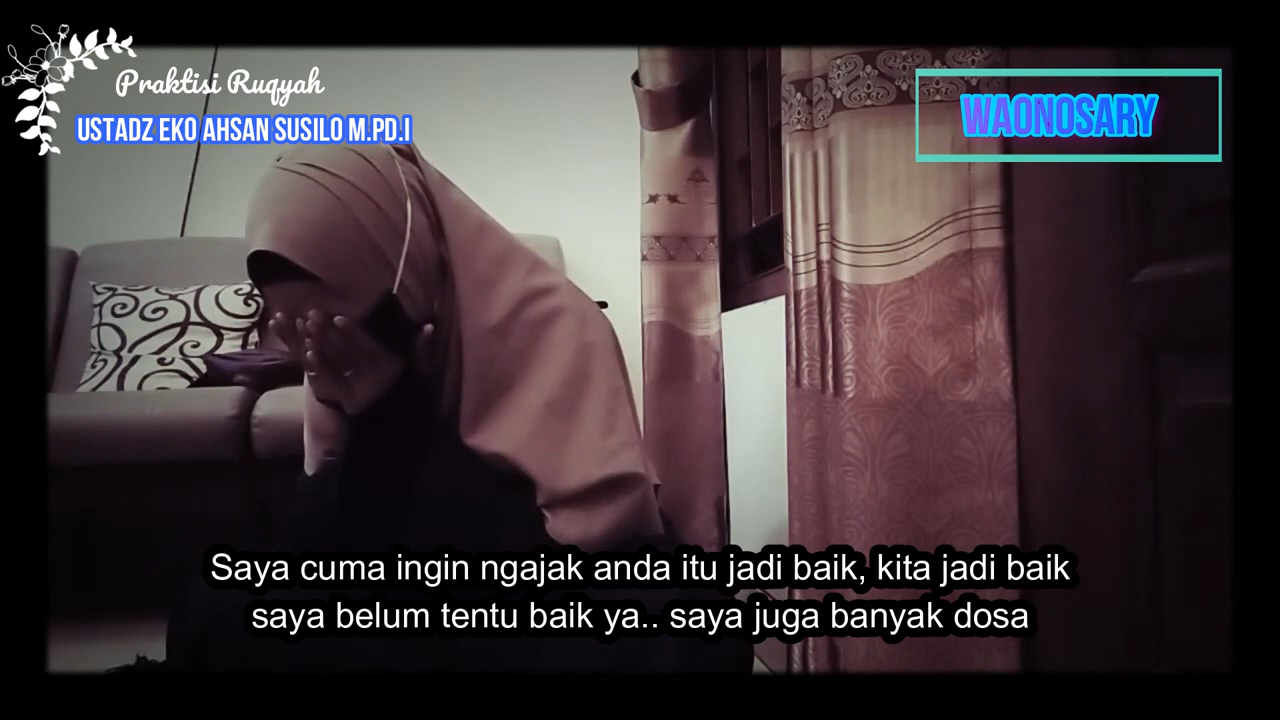 Praktisi Ruqyah
USTADZ EKO AHSAN SUSILO M.PD.I
WAONOSARY
Saya cuma ingin ngajak anda itu jadi baik, kita jadi baik
saya belum tentu baik ya.. saya juga banyak dosa